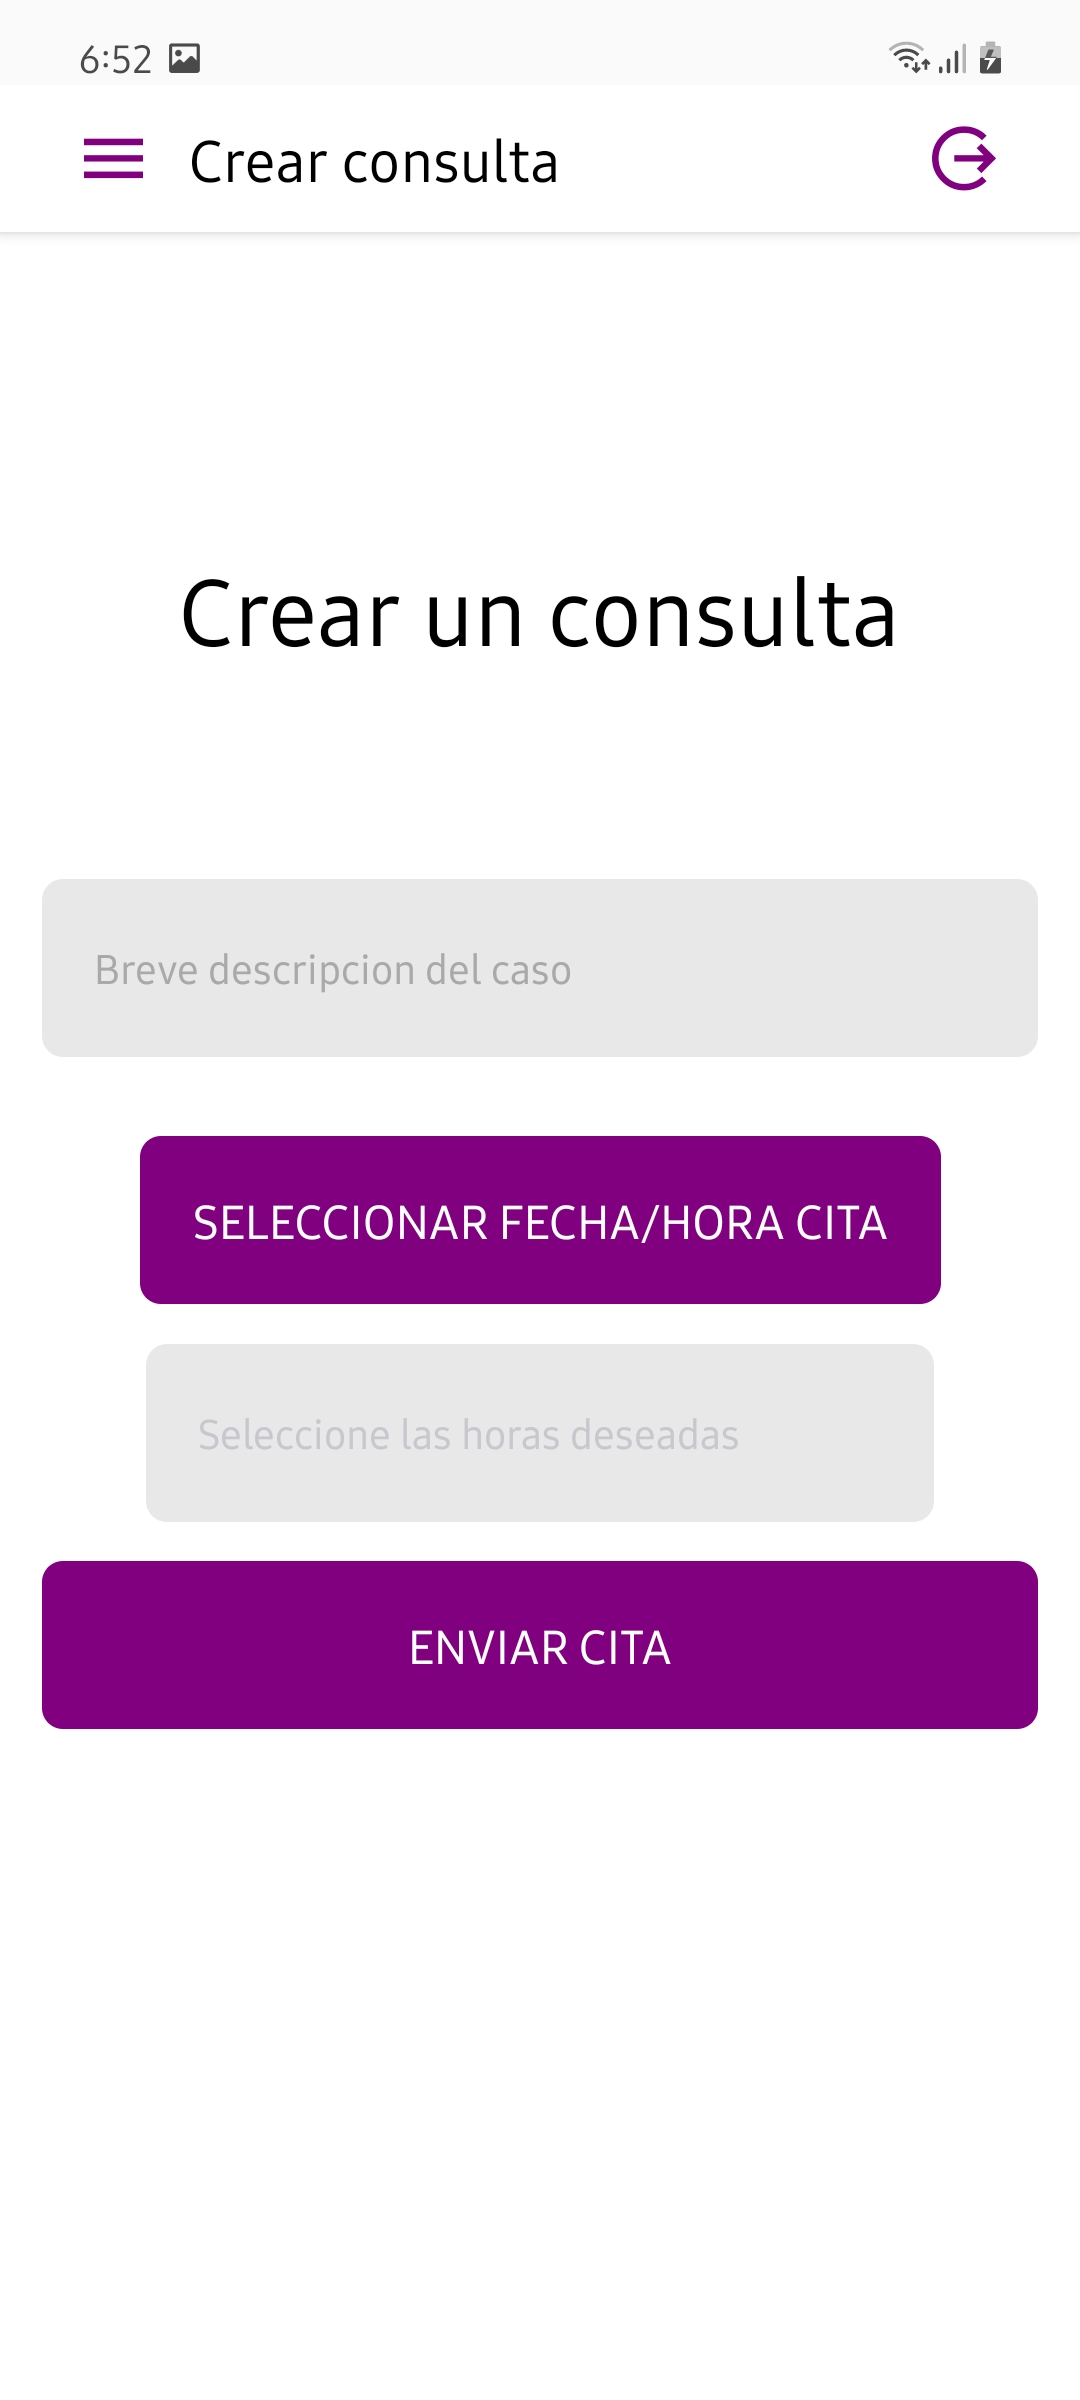 6:52
Crear consulta
Crear un consulta
Breve descripcion del caso
SELECCIONAR FECHA/HORA CITA
Seleccione las horas deseadas
ENVIAR CITA